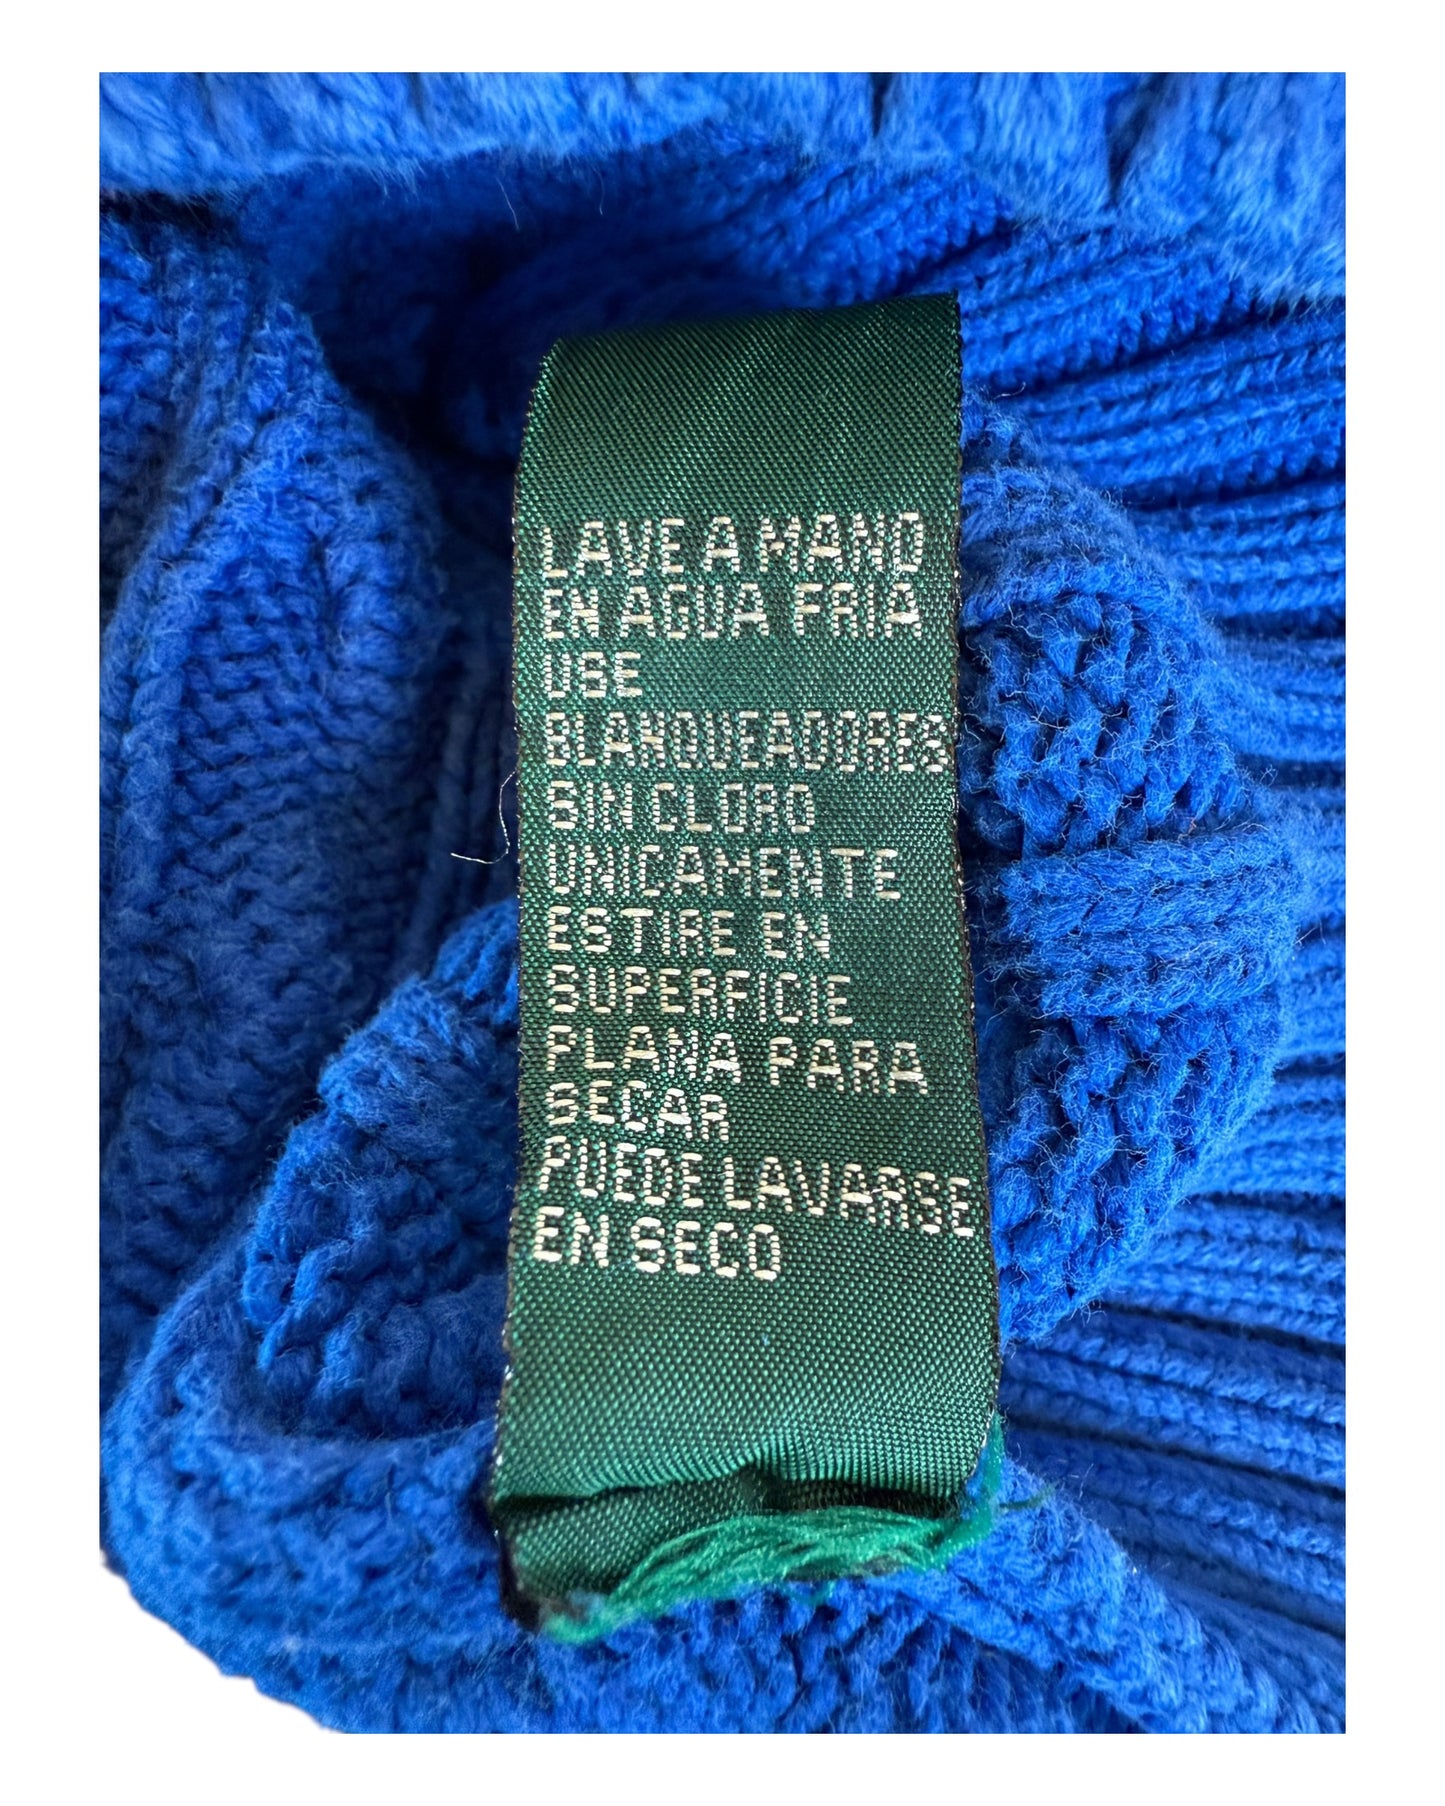 LAVE A MANO
EN AGUA FRIA
USE
BLANQUEADORES
SIN CLORO
UNICAMENTE
ESTIRE EN
SUPERFICIE
PLANA PARA
SECAR
PUEDE LAVARSE
EN SECO